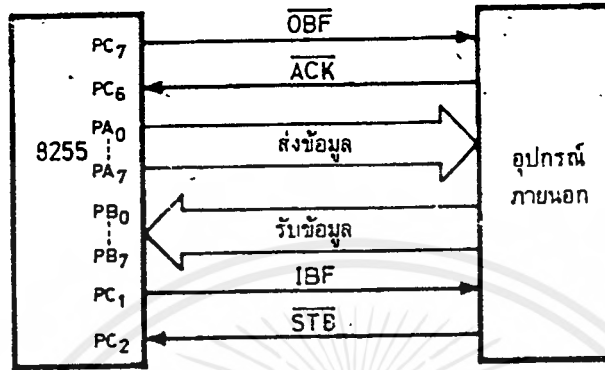 PC7 OBF
PC6 ACK
PA0
8255 ส่งข้อมูล อุปกรณ์
PA7 ภายนอก
PB0
รับข้อมูล
PB7
PC1 IBF
PC2 STB